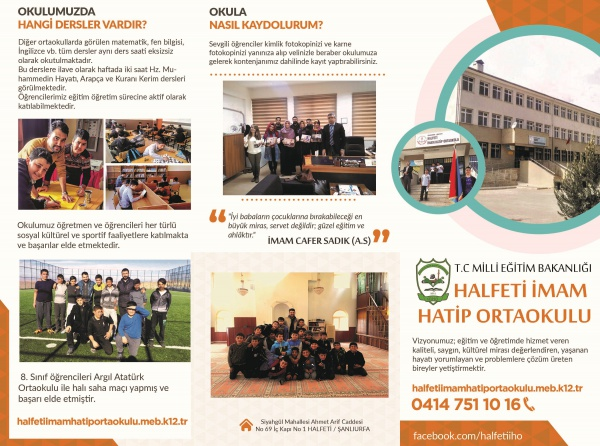 OKULUMUZDA
HANGİ DERSLER VARDIR?
Diğer ortaokullarda görülen matematik, fen bilgisi,
İngilizce vb. tüm dersler aynı ders saati eksizsiz
olarak okutulmaktadır.
Bu derslere ilave olarak haftada iki saat Hz. Mu-
hammedin Hayatı, Arapça ve Kuranı Kerim dersleri
görülmektedir.
Öğrencilerimiz eğitim öğretim sürecine aktif olarak
katılabilmektedir.
Okulumuz öğretmen ve öğrencileri her türlü
sosyal kültürel ve sportif faaliyetlere katılmakta
ve başarılar elde etmektedir.
8. Sınıf öğrencileri Argıl Atatürk
Ortaokulu ile halı saha maçı yapmış ve
başarı elde etmiştir.
halfetiimamhatiportaokulu.meb.k12.tr
OKULA
NASIL KAYDOLURUM?
Sevgili öğrenciler kimlik fotokopinizi ve karne
fotokopinizi yanınıza alıp velinizle beraber okulumuza
gelerek kontenjanımız dahilinde kayıt yaptırabilirsiniz.
"İyi babaların çocuklarına bırakabileceği en
büyük miras, servet değildir; güzel eğitim ve
ahlâktır."
İMAM CAFER SADIK (A.S)
Siyahgül Mahallesi Ahmet Arif Caddesi
No 69 İç Kapı No 1 HALFETİ / ŞANLIURFA
T.C MİLLİ EĞİTİM BAKANLIĞI
HALFETİ İMAM
HATİP ORTAOKULU
Vizyonumuz; eğitim ve öğretimde hizmet veren
kaliteli, saygın, kültürel mirası değerlendiren, yaşanan
hayatı yorumlayan ve problemlere çözüm üreten
bireyler yetiştirmektir.
halfetiimamhatiportaokulu.meb.k12.tr
0414 751 10 16
facebook.com/halfetiiho